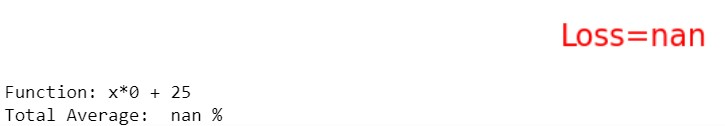 Loss=nan
Function: x*0 + 25
Total Average:  nan %